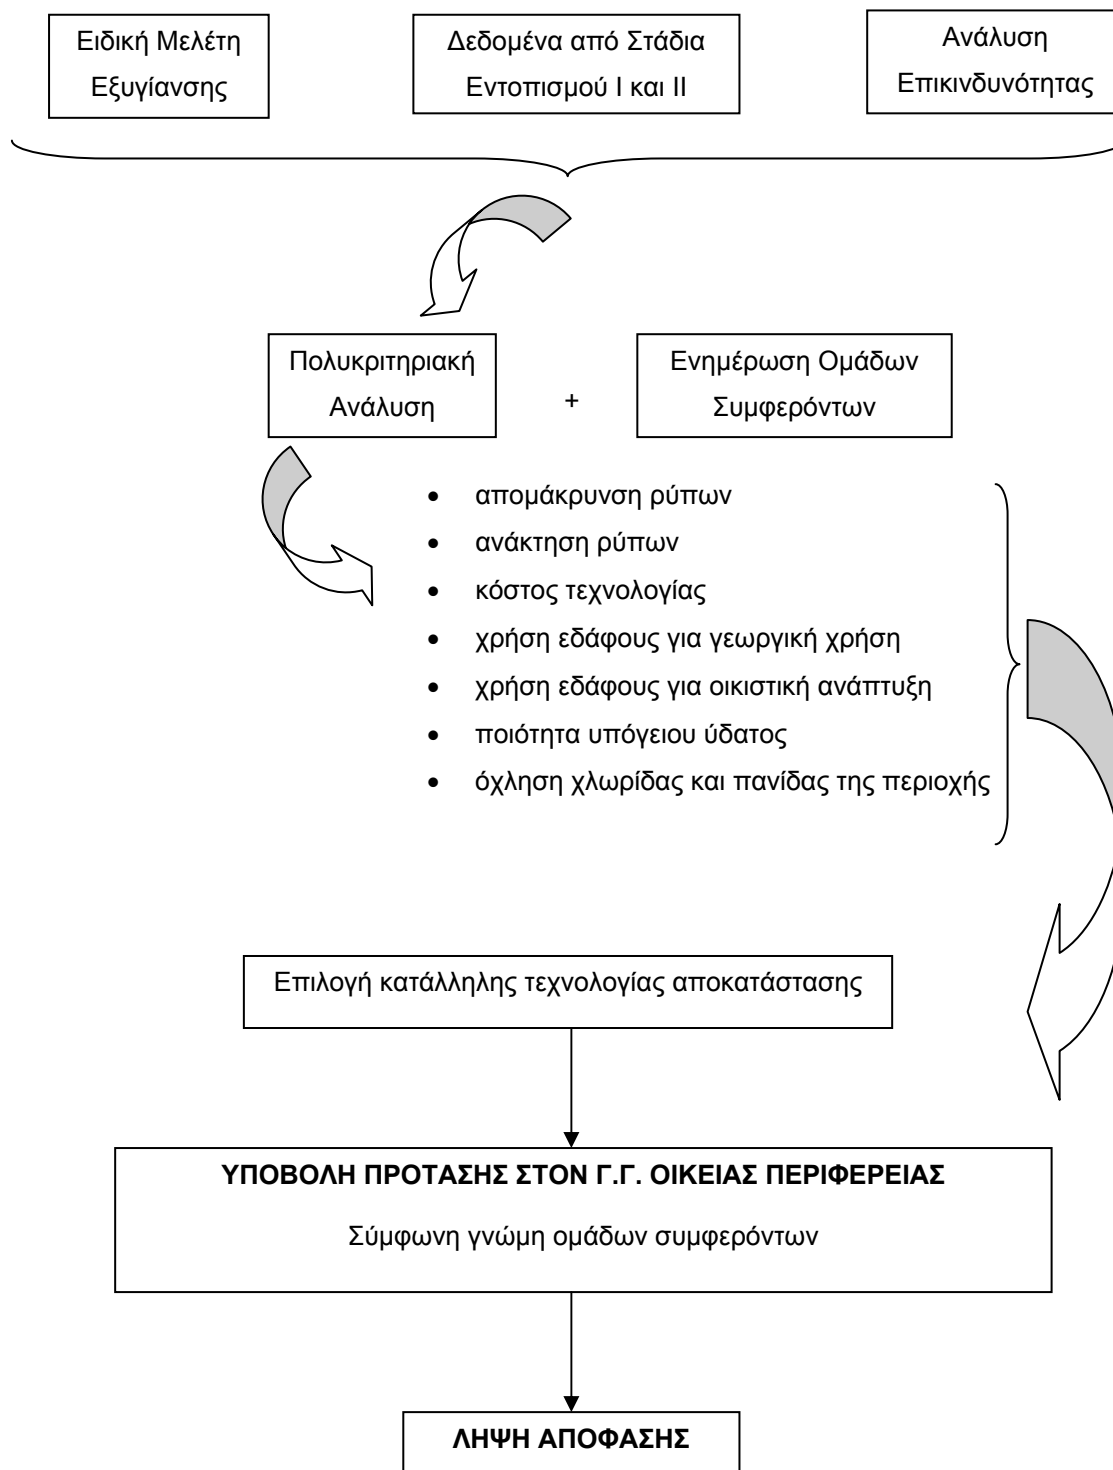 Ειδική Μελέτη
Εξυγίανσης
Δεδομένα από Στάδια
Εντοπισμού Ι και ΙΙ
Ανάλυση
Επικινδυνότητας
Πολυκριτηριακή
Ανάλυση
+
Ενημέρωση Ομάδων
Συμφερόντων
• απομάκρυνση ρύπων
• ανάκτηση ρύπων
• κόστος τεχνολογίας
• χρήση εδάφους για γεωργική χρήση
• χρήση εδάφους για οικιστική ανάπτυξη
• ποιότητα υπόγειου ύδατος
• όχληση χλωρίδας και πανίδας της περιοχής
Επιλογή κατάλληλης τεχνολογίας αποκατάστασης
ΥΠΟΒΟΛΗ ΠΡΟΤΑΣΗΣ ΣΤΟΝ Γ.Γ. ΟΙΚΕΙΑΣ ΠΕΡΙΦΕΡΕΙΑΣ
Σύμφωνη γνώμη ομάδων συμφερόντων
ΛΗΨΗ ΑΠΟΦΑΣΗΣ